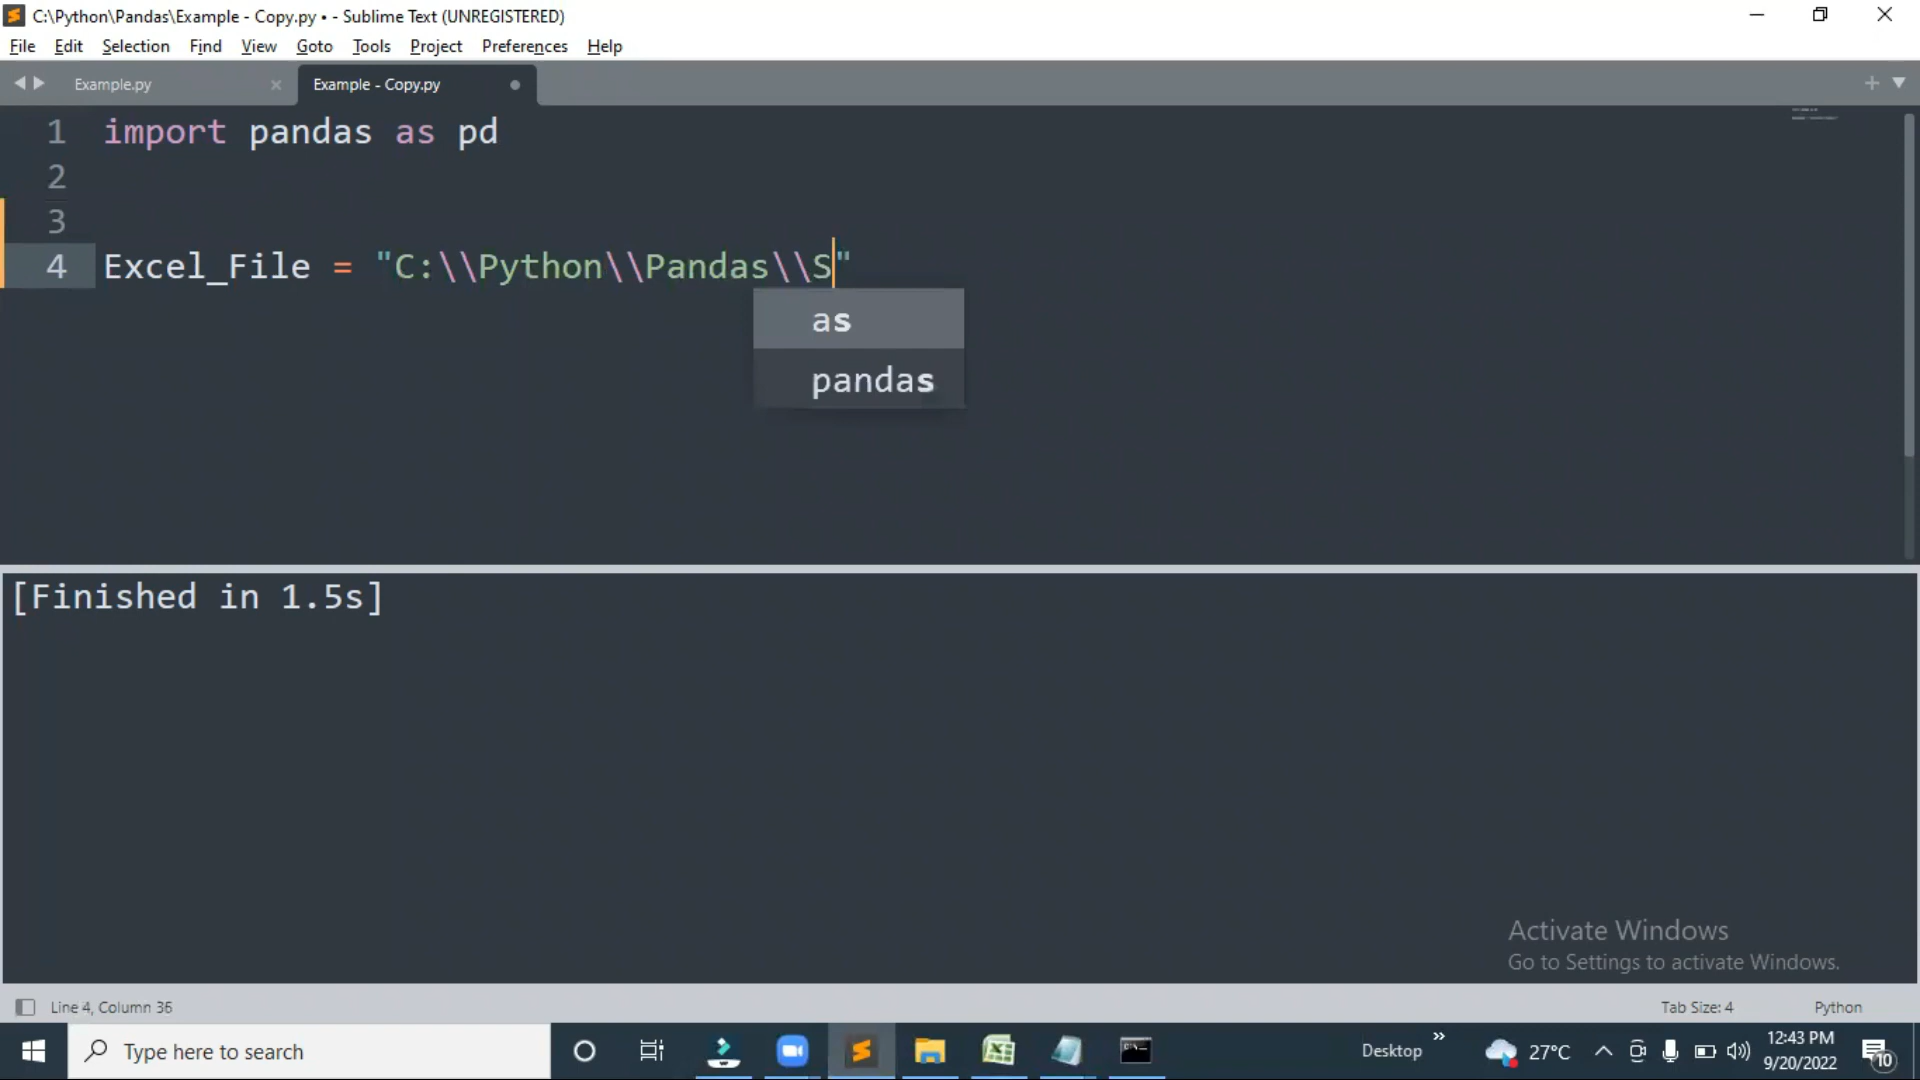 C:\Python\Pandas\Example - Copy.py • - Sublime Text (UNREGISTERED)
File Edit Selection Find View Goto Tools Project Preferences Help
Example.py Example - Copy.py
1 import pandas as pd
2
3
4 Excel_File = "C:\\Python\\Pandas\\S"
as
pandas
[Finished in 1.5s]
Activate Windows
Go to Settings to activate Windows.
Line 4, Column 36 Tab Size: 4 Python
Type here to search Desktop » 27°C 12:43 PM
9/20/2022 10